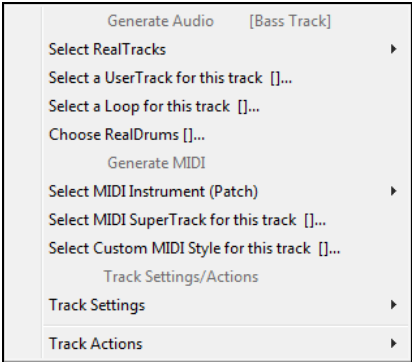 Generate Audio [Bass Track]
Select RealTracks
Select a UserTrack for this track []...
Select a Loop for this track []...
Choose RealDrums []...
Generate MIDI
Select MIDI Instrument (Patch)
Select MIDI SuperTrack for this track []...
Select Custom MIDI Style for this track []...
Track Settings/Actions
Track Settings
Track Actions